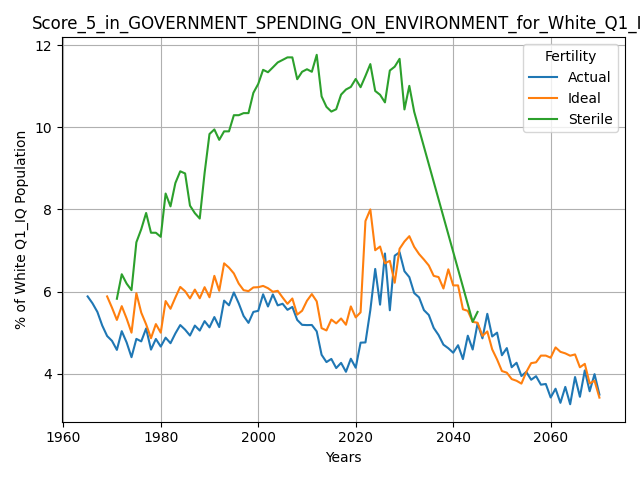 Score_5_in_GOVERNMENT_SPENDING_ON_ENVIRONMENT_for_White_Q1_I
12
10
8
6
4
% of White Q1_IQ Population
Fertility
Actual
Ideal
Sterile
1960
1980
2000
2020
2040
2060
Years